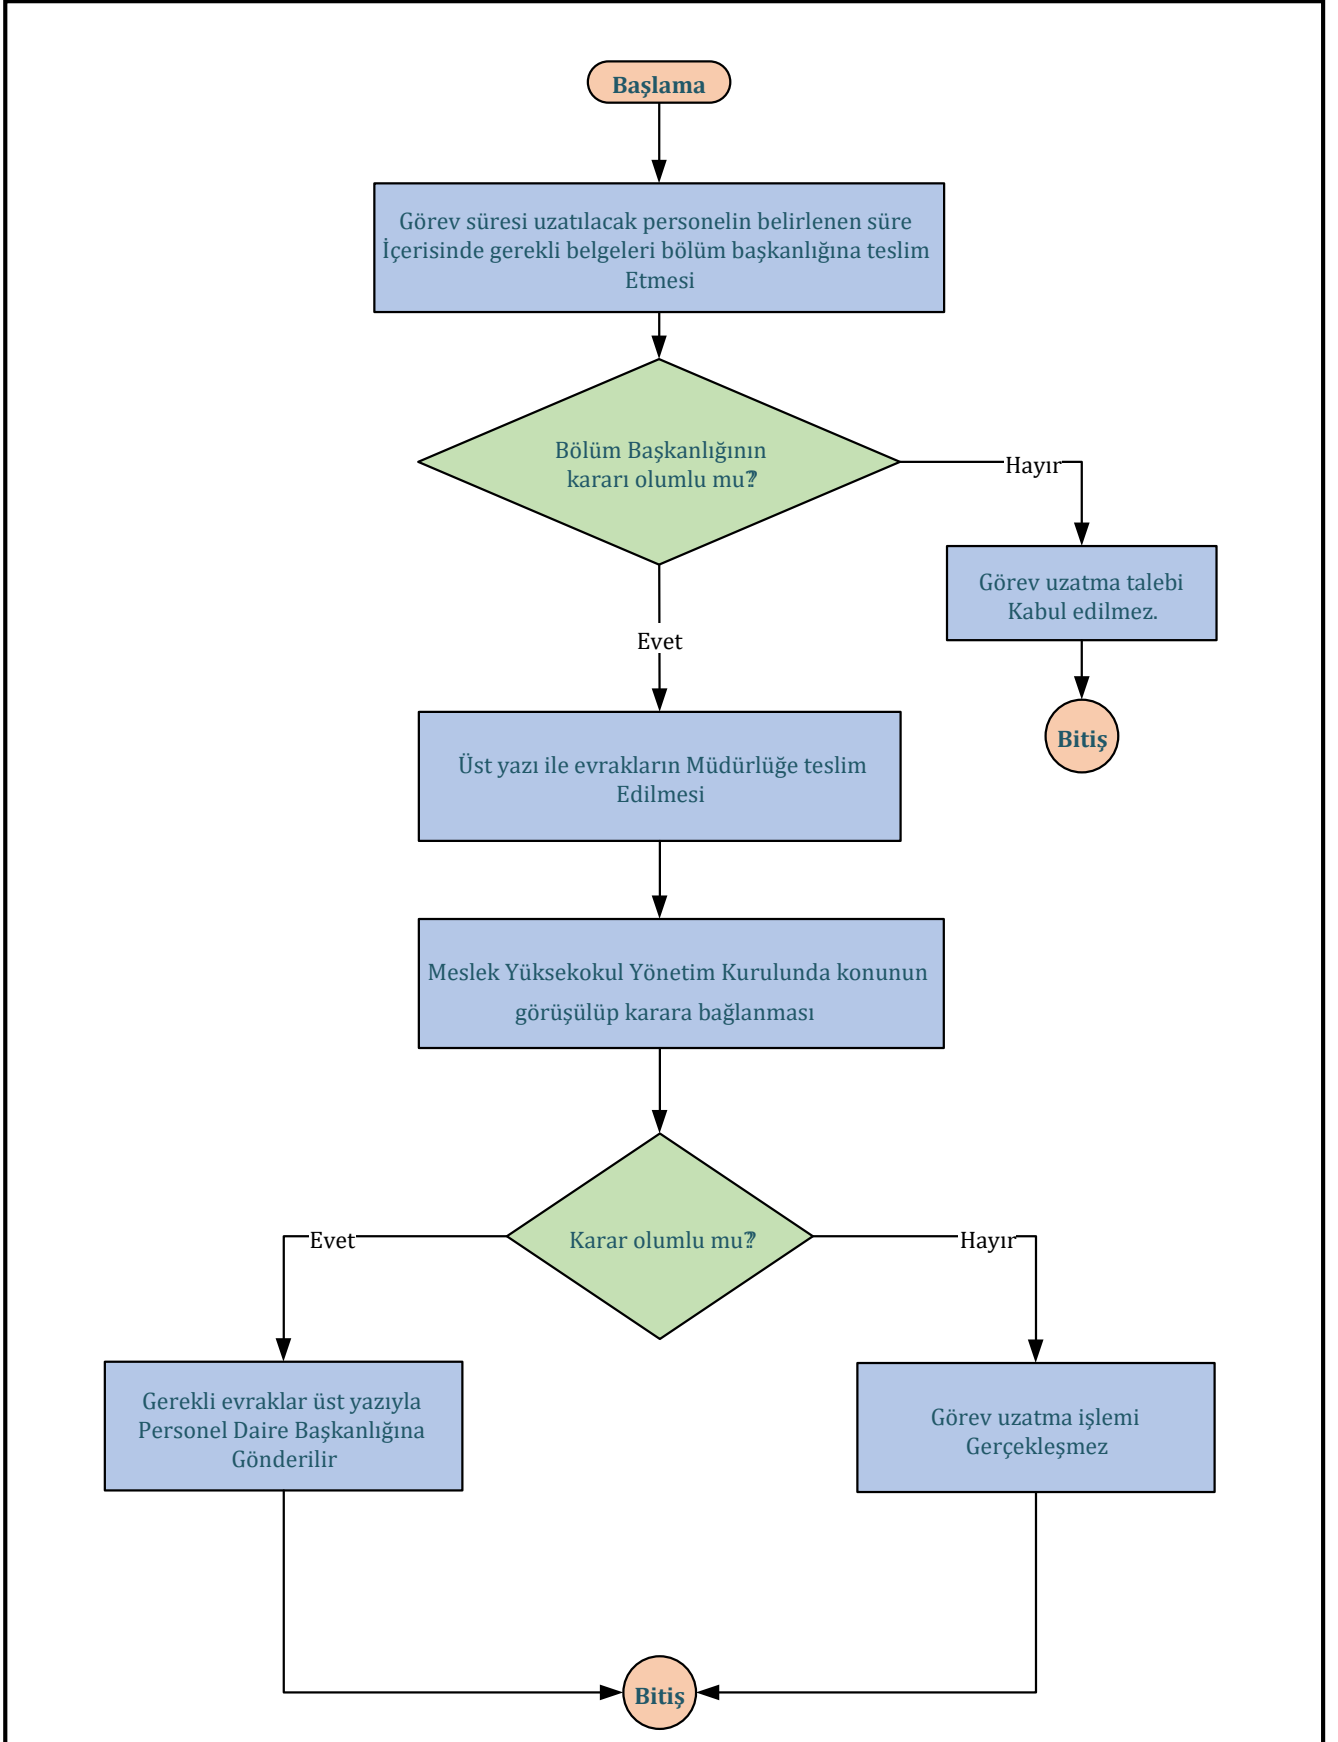 Başlama
Görev süresi uzatılacak personelin belirlenen süre
İçerisinde gerekli belgeleri bölüm başkanlığına teslim
Etmesi
Bölüm Başkanlığının
kararı olumlu mu?
Hayır
Görev uzatma talebi
Kabul edilmez.
Evet
Bitiş
Üst yazı ile evrakların Müdürlüğe teslim
Edilmesi
Meslek Yüksekokul Yönetim Kurulunda konunun
görüşülüp karara bağlanması
Karar olumlu mu?
Evet
Hayır
Gerekli evraklar üst yazıyla
Personel Daire Başkanlığına
Gönderilir
Görev uzatma işlemi
Gerçekleşmez
Bitiş